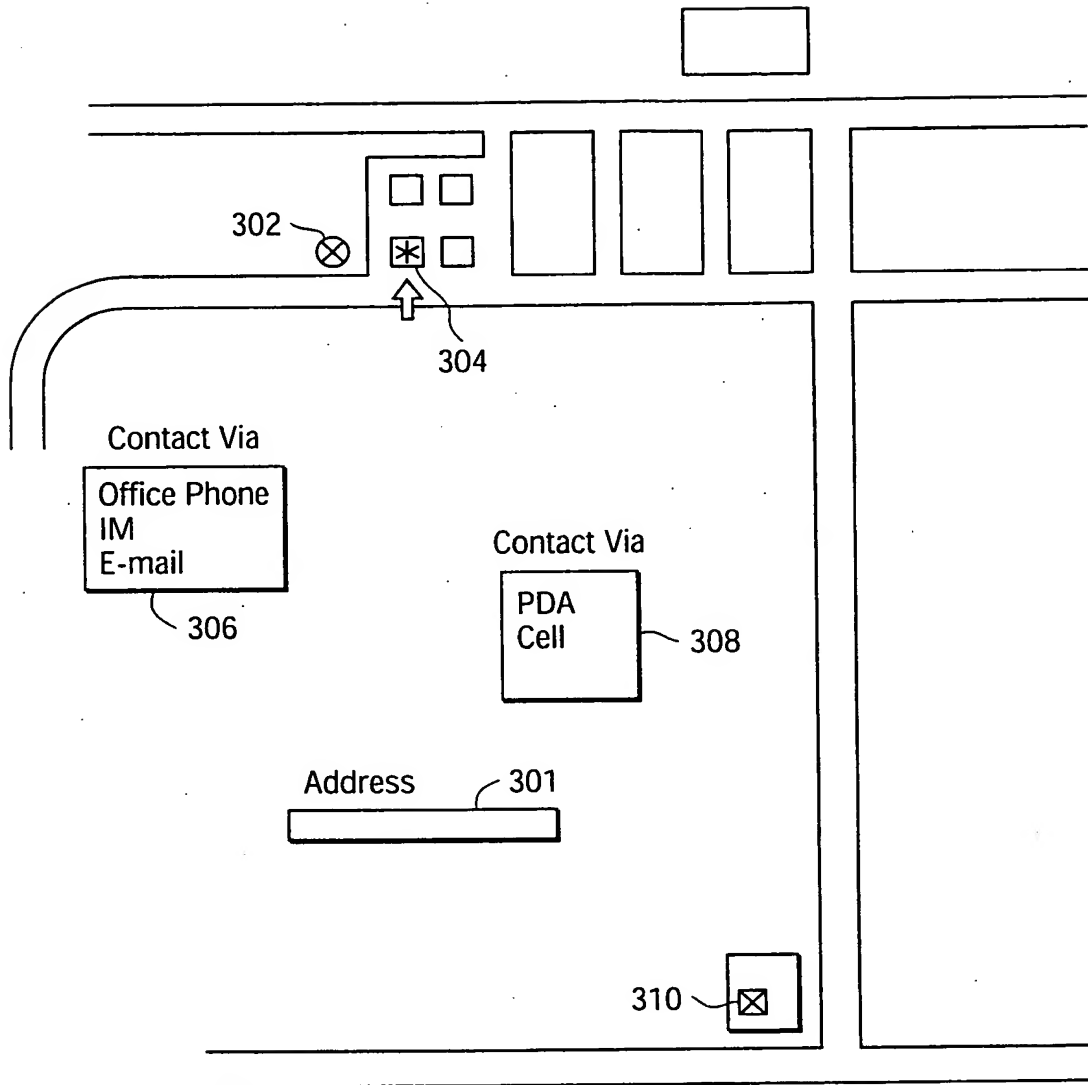 302
304
Contact Via
Office Phone
IM
E-mail
306
Contact Via
PDA
Cell
308
Address
301
310